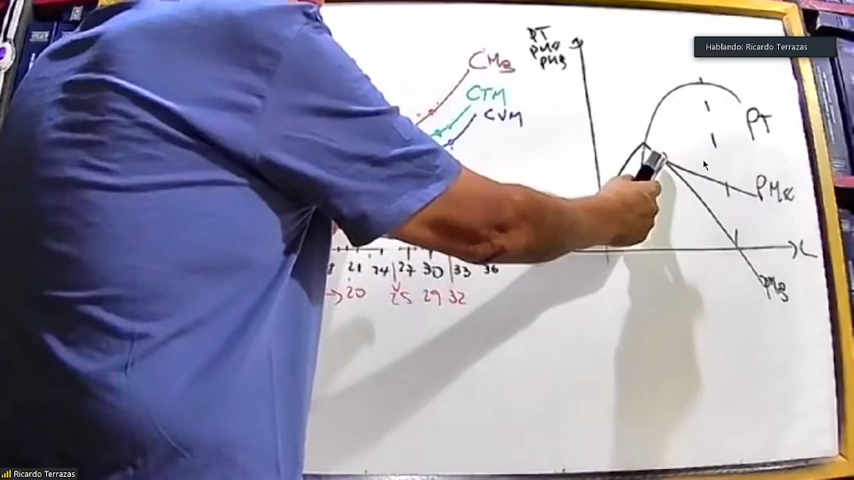 Hablando: Ricardo Terrazas
PT
PMe
PMg
CMg
CTM
CVM
PT
PMe
L
PMg
8 21 24 27 30 33 36
→20 25 29 32
Ricardo Terrazas